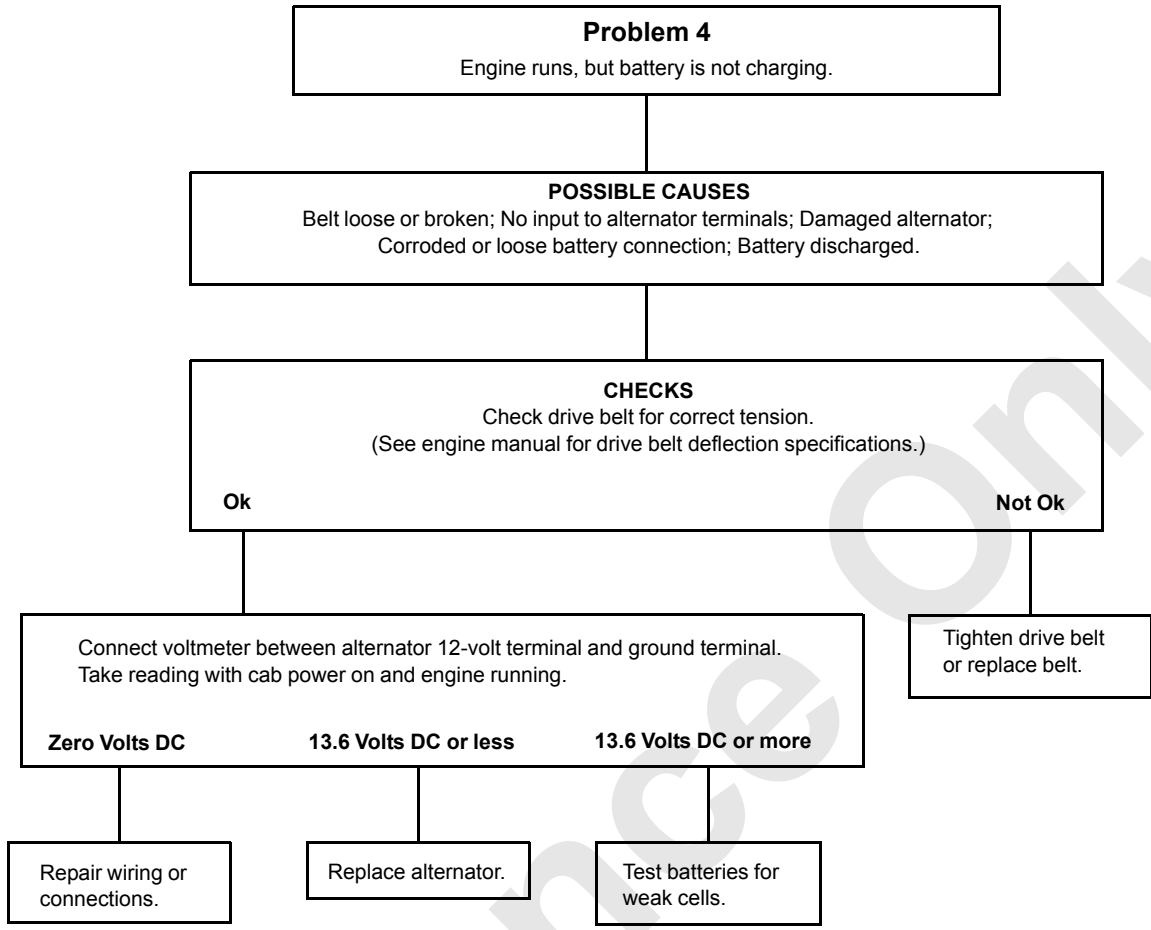 Problem 4
Engine runs, but battery is not charging.
POSSIBLE CAUSES
Belt loose or broken; No input to alternator terminals; Damaged alternator;
Corroded or loose battery connection; Battery discharged.
CHECKS
Check drive belt for correct tension.
(See engine manual for drive belt deflection specifications.)
Ok
Not Ok
Connect voltmeter between alternator 12-volt terminal and ground terminal.
Take reading with cab power on and engine running.
Zero Volts DC
13.6 Volts DC or less
13.6 Volts DC or more
Tighten drive belt
or replace belt.
Repair wiring or
connections.
Replace alternator.
Test batteries for
weak cells.
nce Only